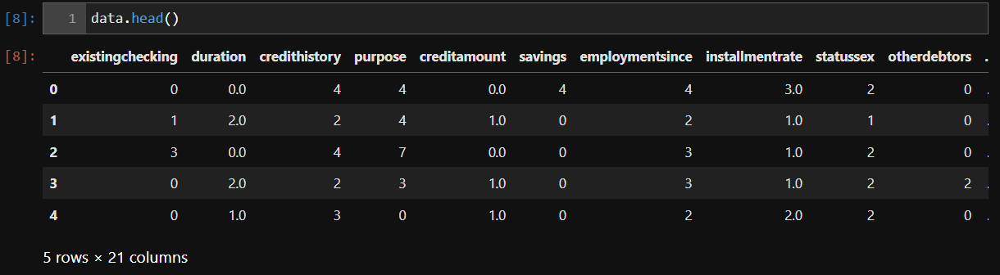 [8]: 1 data.head()
[8]: existingchecking duration credithistory purpose creditamount savings employmentsince installmentrate statussex otherdebtors .
0 0 0.0 4 4 0.0 4 4 3.0 2 0 .
1 1 2.0 2 4 1.0 0 2 1.0 1 0 .
2 3 0.0 4 7 0.0 0 3 1.0 2 0 .
3 0 2.0 2 3 1.0 0 3 1.0 2 2 .
4 0 1.0 3 0 1.0 0 2 2.0 2 0 .
5 rows × 21 columns